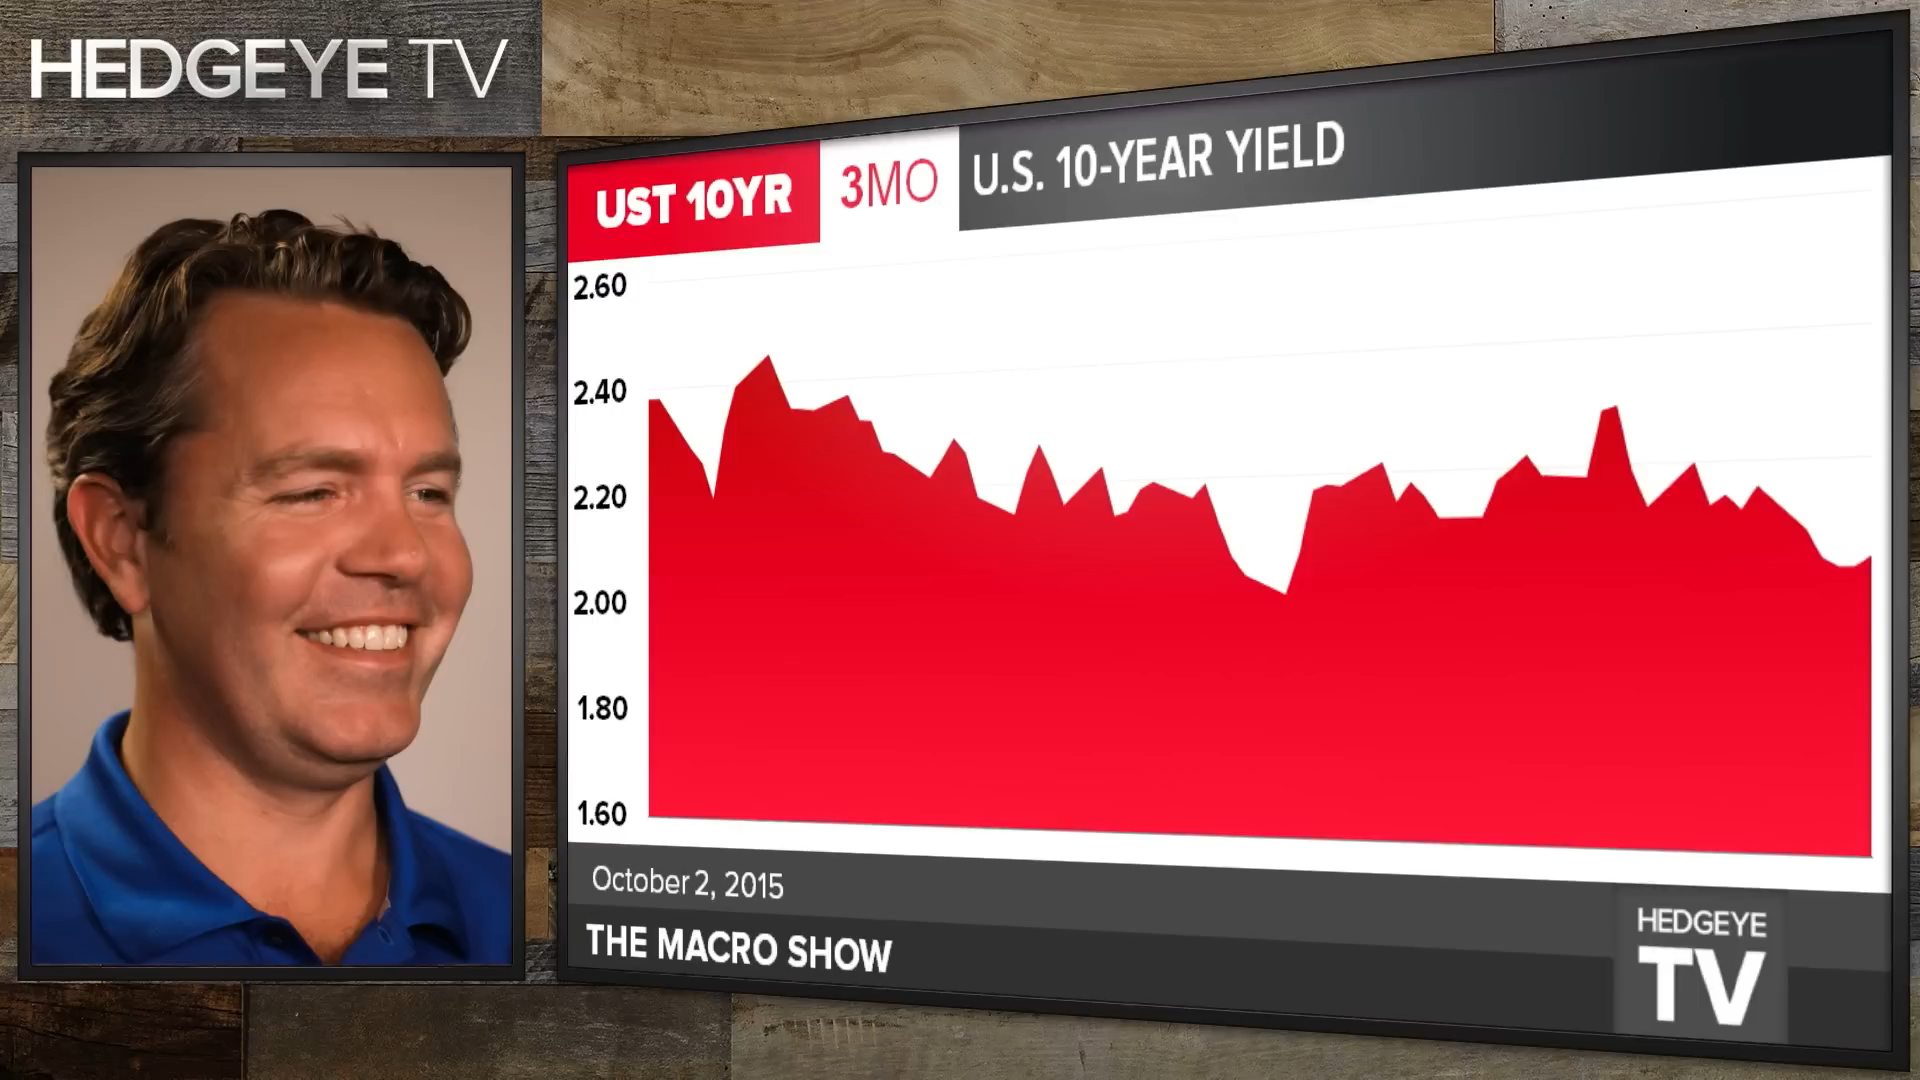 HEDGEYE TV
UST 10YR
3MO
U.S. 10-YEAR YIELD
2.60
2.40
2.20
2.00
1.80
1.60
October 2, 2015
THE MACRO SHOW
HEDGEYE
TV